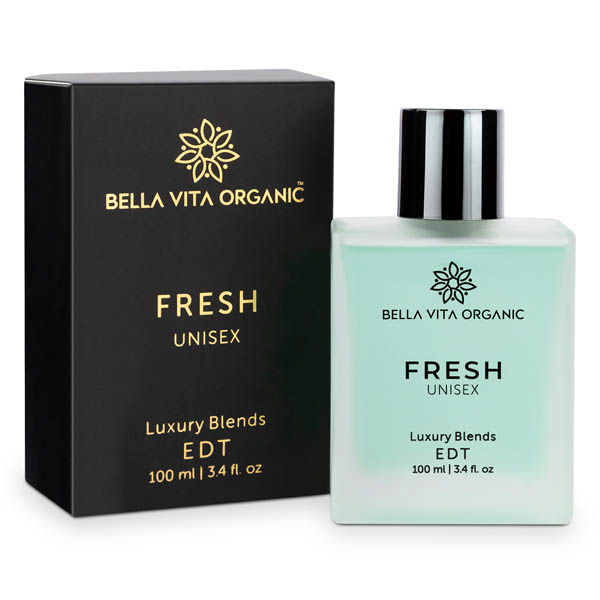 BELLA VITA ORGANIC™
FRESH
UNISEX
Luxury Blends
EDT
100 ml | 3.4 fl. oz
BELLA VITA ORGANIC
FRESH
UNISEX
Luxury Blends
EDT
100 ml | 3.4 fl. oz